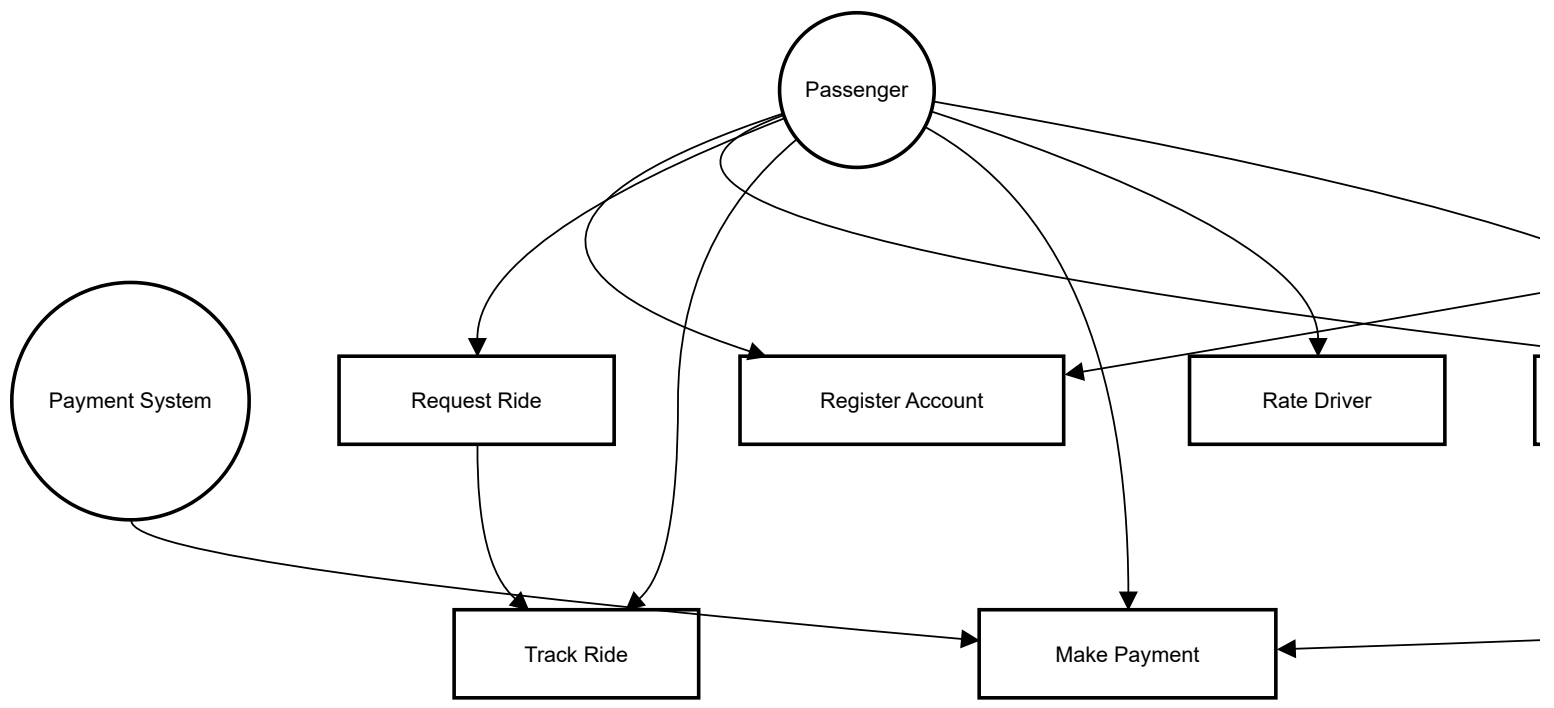 Passenger
Payment System
Request Ride
Register Account
Rate Driver
Track Ride
Make Payment